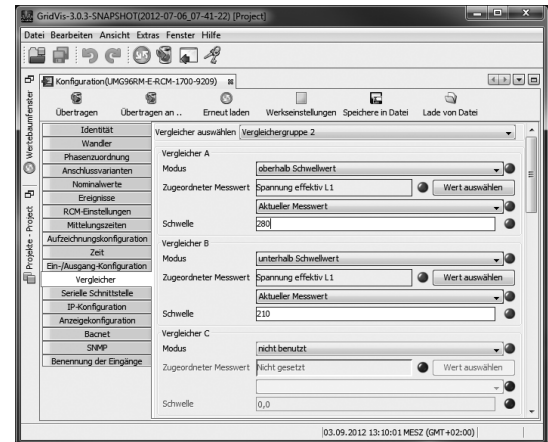 GridVis-3.0.3-SNAPSHOT(2012-07-06_07-41-22) [Project]
Datei Bearbeiten Ansicht Extras Fenster Hilfe
Konfiguration(UMG96RM-E-RCM-1700-9209)
Übertragen Übertragen an .. Erneut laden Werkseinstellungen Speichere in Datei Lade von Datei
Wertebaumfenster
Projekte - Project
Identität
Wandler
Phasenzuordnung
Anschlussvarianten
Nominalwerte
Ereignisse
RCM-Einstellungen
Mittelungszeiten
Aufzeichnungskonfiguration
Zeit
Ein-/Ausgang-Konfiguration
Vergleicher
Serielle Schnittstelle
IP-Konfiguration
Anzeigekonfiguration
Bacnet
SNMP
Benennung der Eingänge
Vergleicher auswählen Vergleichergruppe 2
Vergleicher A
Modus oberhalb Schwellwert
Zugeordneter Messwert Spannung effektiv L1 Wert auswählen
Aktueller Messwert
Schwelle 280
Vergleicher B
Modus unterhalb Schwellwert
Zugeordneter Messwert Spannung effektiv L1 Wert auswählen
Aktueller Messwert
Schwelle 210
Vergleicher C
Modus nicht benutzt
Zugeordneter Messwert Nicht gesetzt Wert auswählen
Schwelle 0,0
03.09.2012 13:10:01 MESZ (GMT+02:00)